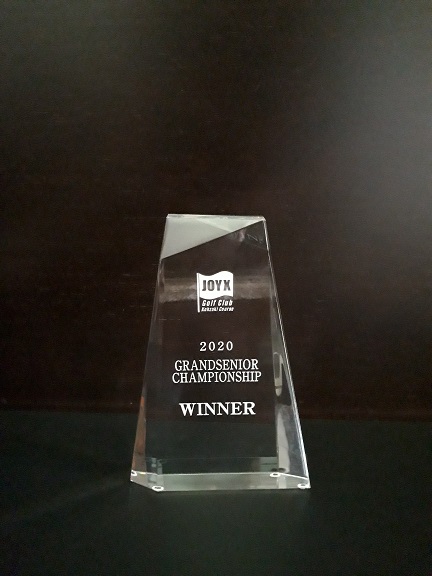 JOYX
Golf Club
2020
GRANDSENIOR
CHAMPIONSHIP
WINNER